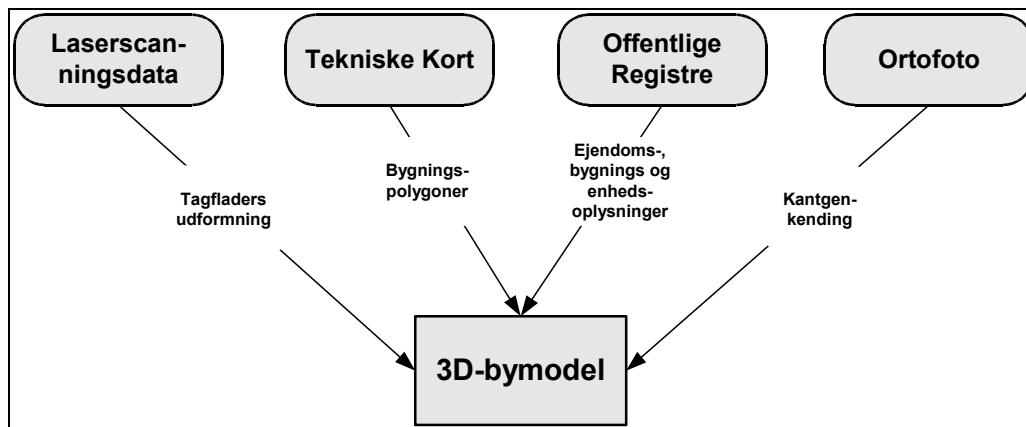 Laserscan-
ningsdata
Tekniske Kort
Offentlige
Registre
Ortofoto
Tagfladers
udformning
Bygnings-
polygoner
Ejendoms-,
bygnings og
enheds-
oplysninger
Kantgen-
kending
3D-bymodel